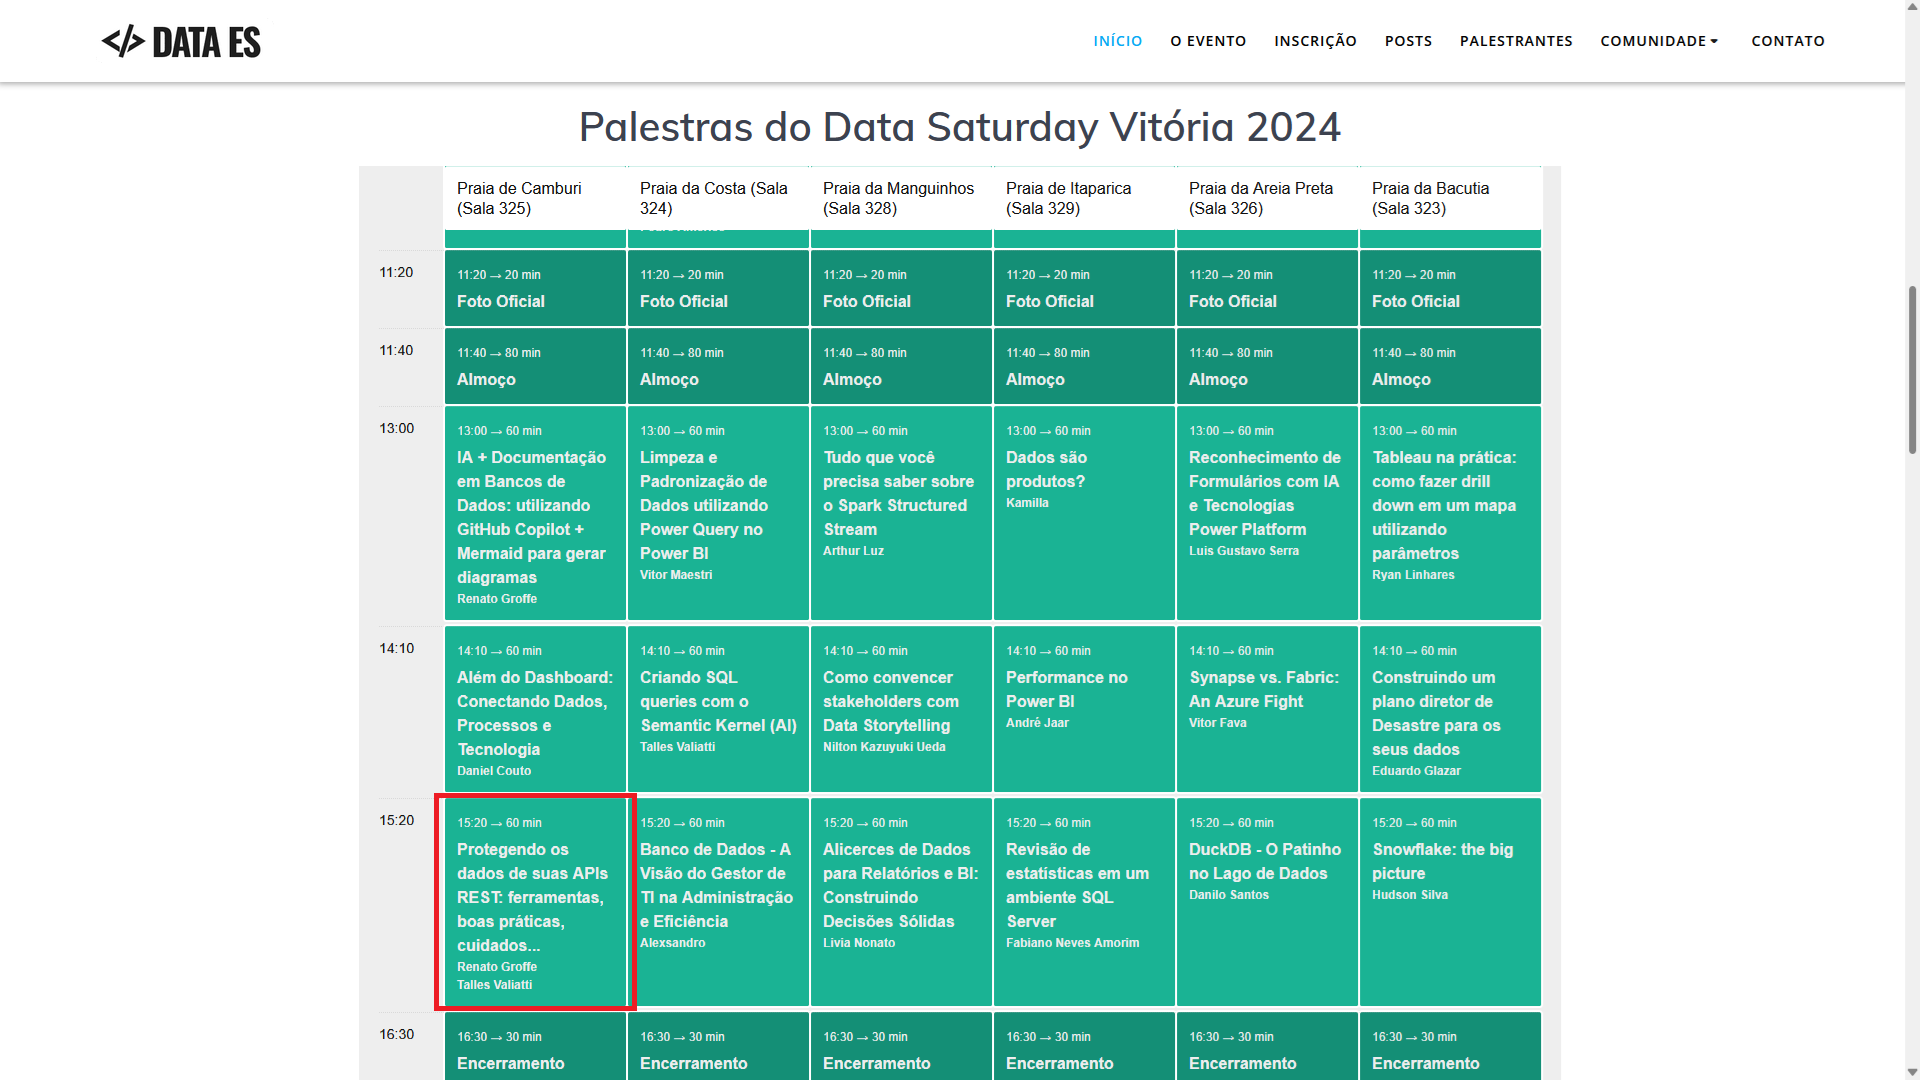 </> DATA ES
INÍCIO O EVENTO INSCRIÇÃO POSTS PALESTRANTES COMUNIDADE CONTATO
Palestras do Data Saturday Vitória 2024
Praia de Camburi
(Sala 325)
Praia da Costa (Sala
324)
Praia da Manguinhos
(Sala 328)
Praia de Itaparica
(Sala 329)
Praia da Areia Preta
(Sala 326)
Praia da Bacutia
(Sala 323)
11:20
11:20 → 20 min
Foto Oficial
11:20 → 20 min
Foto Oficial
11:20 → 20 min
Foto Oficial
11:20 → 20 min
Foto Oficial
11:20 → 20 min
Foto Oficial
11:20 → 20 min
Foto Oficial
11:40
11:40 → 80 min
Almoço
11:40 → 80 min
Almoço
11:40 → 80 min
Almoço
11:40 → 80 min
Almoço
11:40 → 80 min
Almoço
11:40 → 80 min
Almoço
13:00
13:00 → 60 min
IA + Documentação
em Bancos de
Dados: utilizando
GitHub Copilot +
Mermaid para gerar
diagramas
Renato Groffe
13:00 → 60 min
Limpeza e
Padronização de
Dados utilizando
Power Query no
Power BI
Vitor Maestri
13:00 → 60 min
Tudo que você
precisa saber sobre
o Spark Structured
Stream
Arthur Luz
13:00 → 60 min
Dados são
produtos?
Kamilla
13:00 → 60 min
Reconhecimento de
Formulários com IA
e Tecnologias
Power Platform
Luis Gustavo Serra
13:00 → 60 min
Tableau na prática:
como fazer drill
down em um mapa
utilizando
parâmetros
Ryan Linhares
14:10
14:10 → 60 min
Além do Dashboard:
Conectando Dados,
Processos e
Tecnologia
Daniel Couto
14:10 → 60 min
Criando SQL
queries com o
Semantic Kernel (AI)
Talles Valiatti
14:10 → 60 min
Como convencer
stakeholders com
Data Storytelling
Nilton Kazuyuki Ueda
14:10 → 60 min
Performance no
Power BI
André Jaar
14:10 → 60 min
Synapse vs. Fabric:
An Azure Fight
Vitor Fava
14:10 → 60 min
Construindo um
plano diretor de
Desastre para os
seus dados
Eduardo Glazar
15:20
15:20 → 60 min
Protegendo os
dados de suas APIs
REST: ferramentas,
boas práticas,
cuidados...
Renato Groffe
Talles Valiatti
15:20 → 60 min
Banco de Dados - A
Visão do Gestor de
TI na Administração
e Eficiência
Alexsandro
15:20 → 60 min
Alicerces de Dados
para Relatórios e BI:
Construindo
Decisões Sólidas
Livia Nonato
15:20 → 60 min
Revisão de
estatísticas em um
ambiente SQL
Server
Fabiano Neves Amorim
15:20 → 60 min
DuckDB - O Patinho
no Lago de Dados
Danilo Santos
15:20 → 60 min
Snowflake: the big
picture
Hudson Silva
16:30
16:30 → 30 min
Encerramento
16:30 → 30 min
Encerramento
16:30 → 30 min
Encerramento
16:30 → 30 min
Encerramento
16:30 → 30 min
Encerramento
16:30 → 30 min
Encerramento